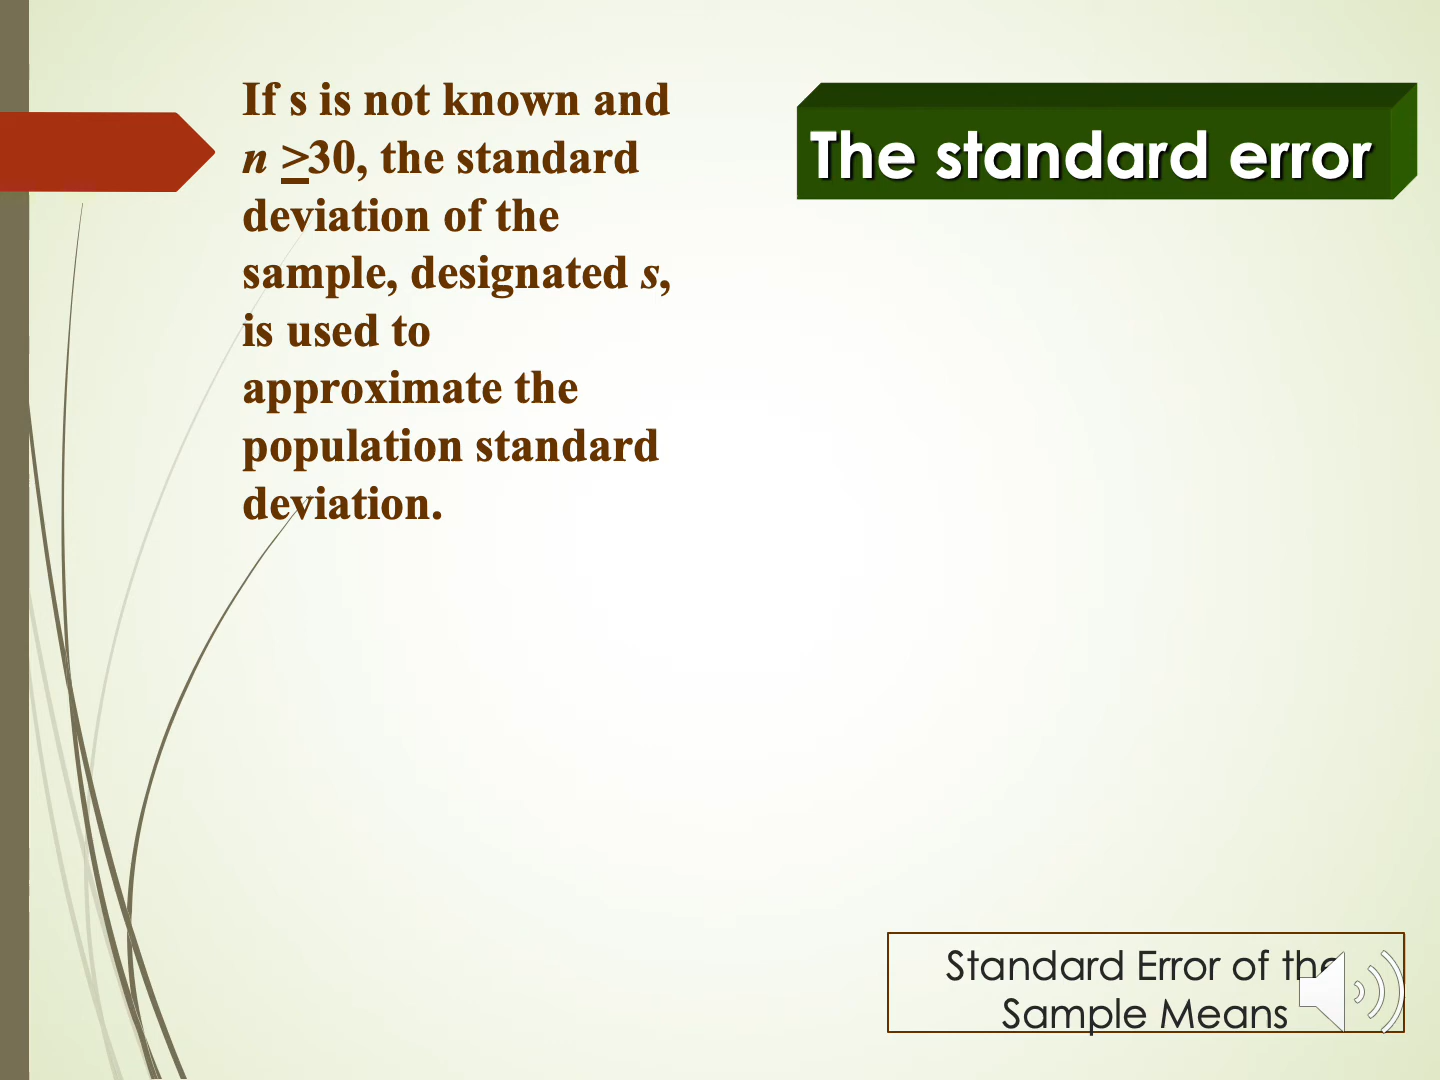 If s is not known and
n >30, the standard
deviation of the
sample, designated s,
is used to
approximate the
population standard
deviation.
The standard error
Standard Error of the
Sample Means